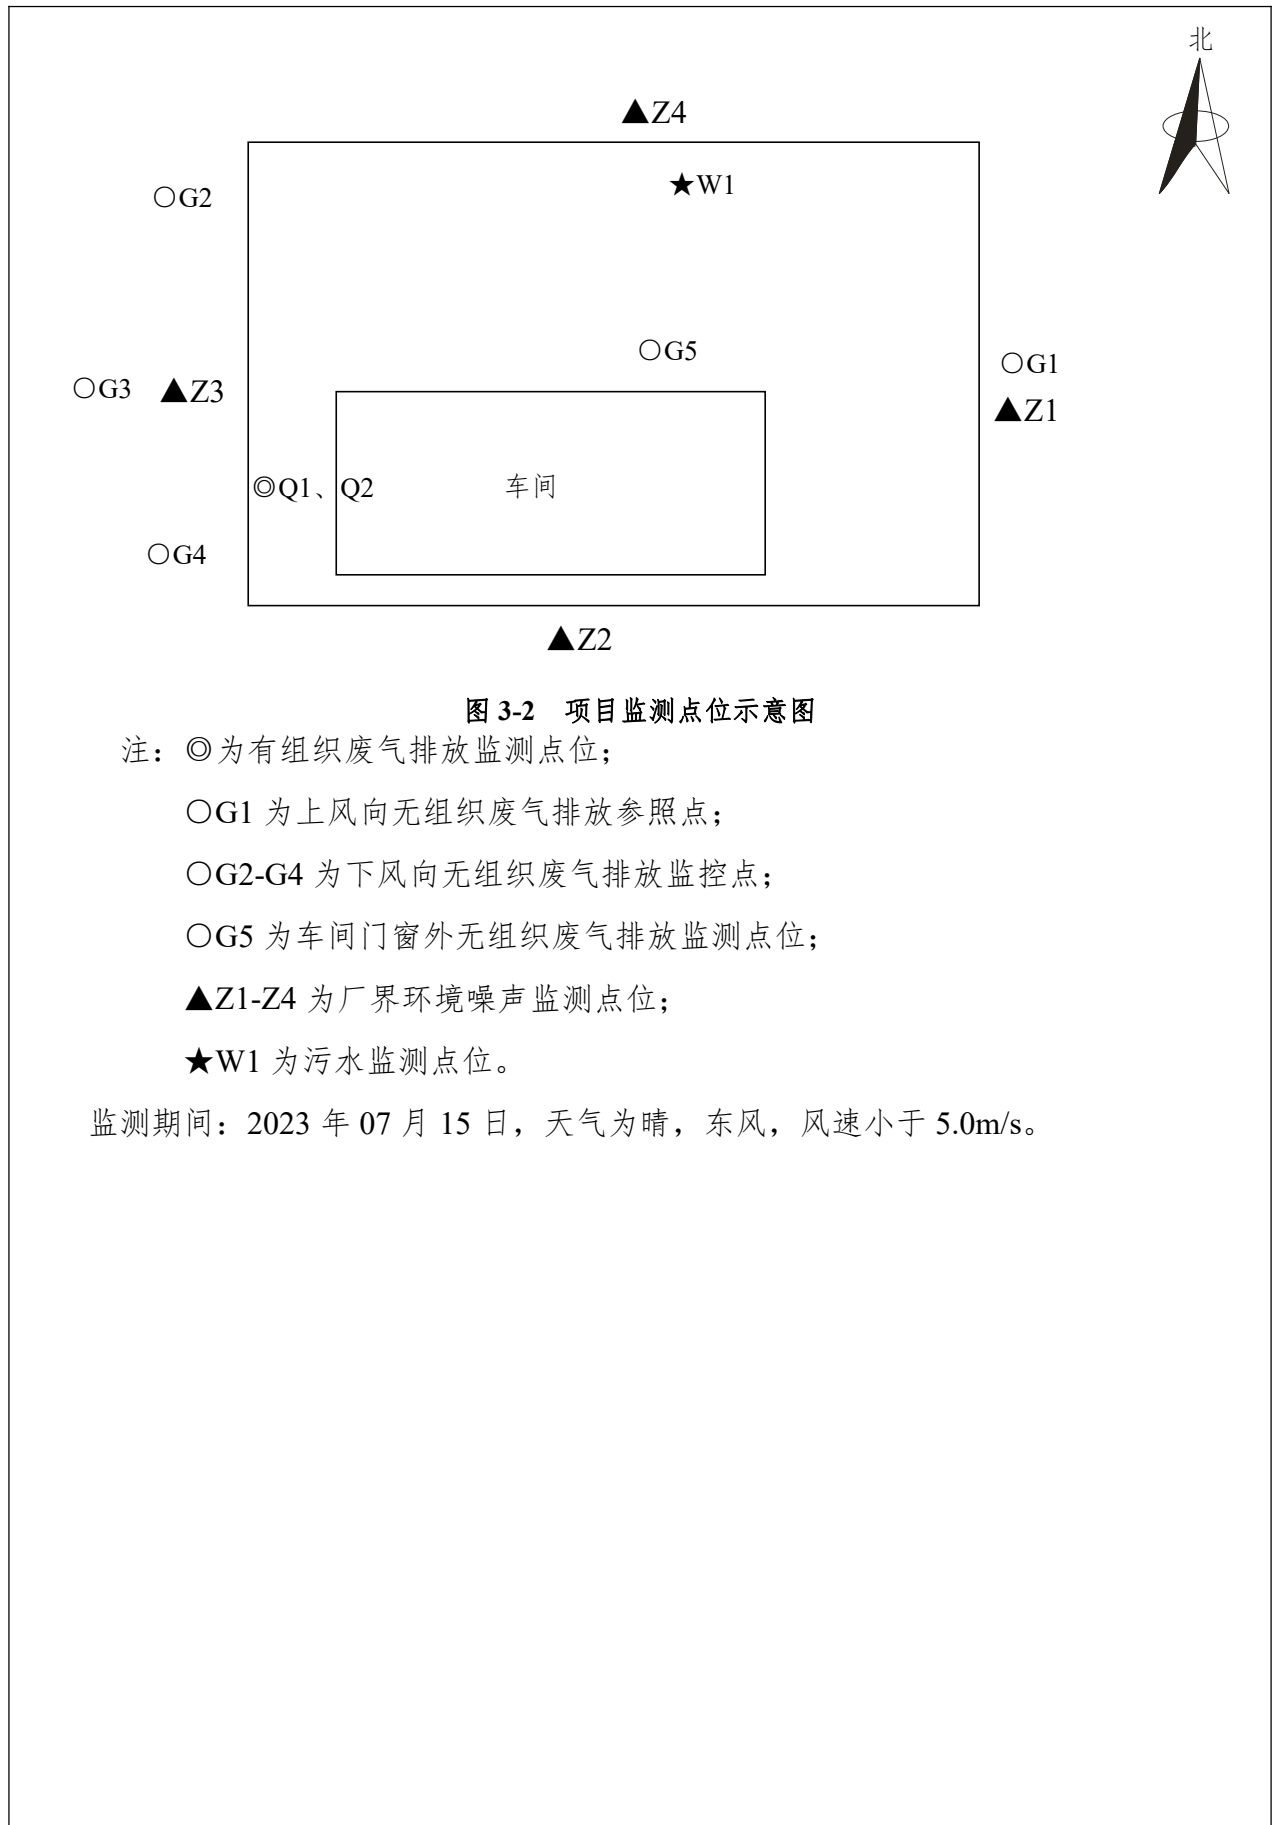 北
▲Z4
★W1
○G2
○G5
○G1
○G3 ▲Z3
▲Z1
◎Q1、Q2 车间
○G4
▲Z2
图 3-2 项目监测点位示意图
注：◎为有组织废气排放监测点位；
○G1 为上风向无组织废气排放参照点；
○G2-G4 为下风向无组织废气排放监控点；
○G5 为车间门窗外无组织废气排放监测点位；
▲Z1-Z4 为厂界环境噪声监测点位；
★W1 为污水监测点位。
监测期间：2023 年 07 月 15 日，天气为晴，东风，风速小于 5.0m/s。